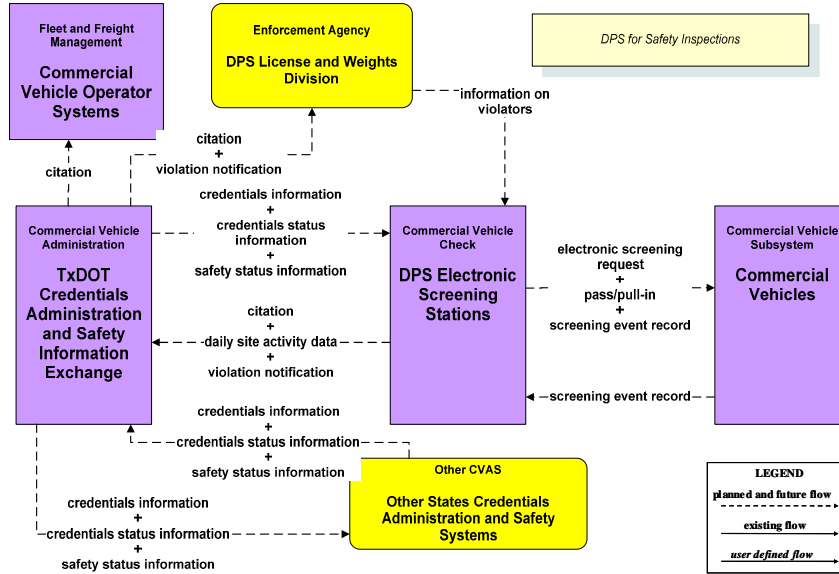 Fleet and Freight
Management
Commercial
Vehicle Operator
Systems
Enforcement Agency
DPS License and Weights
Division
DPS for Safety Inspections
information on
violators
citation
+
violation notification
citation
credentials information
+
credentials status
information
+
safety status information
Commercial Vehicle
Administration
TxDOT
Credentials
Administration
and Safety
Information
Exchange
Commercial Vehicle
Check
DPS Electronic
Screening
Stations
electronic screening
request
+
pass/pull-in
+
screening event record
Commercial Vehicle
Subsystem
Commercial
Vehicles
citation
+
daily site activity data
+
violation notification
screening event record
credentials information
+
credentials status information
+
safety status information
Other CVAS
Other States Credentials
Administration and Safety
Systems
credentials information
+
credentials status information
+
safety status information
LEGEND
planned and future flow
existing flow
user defined flow